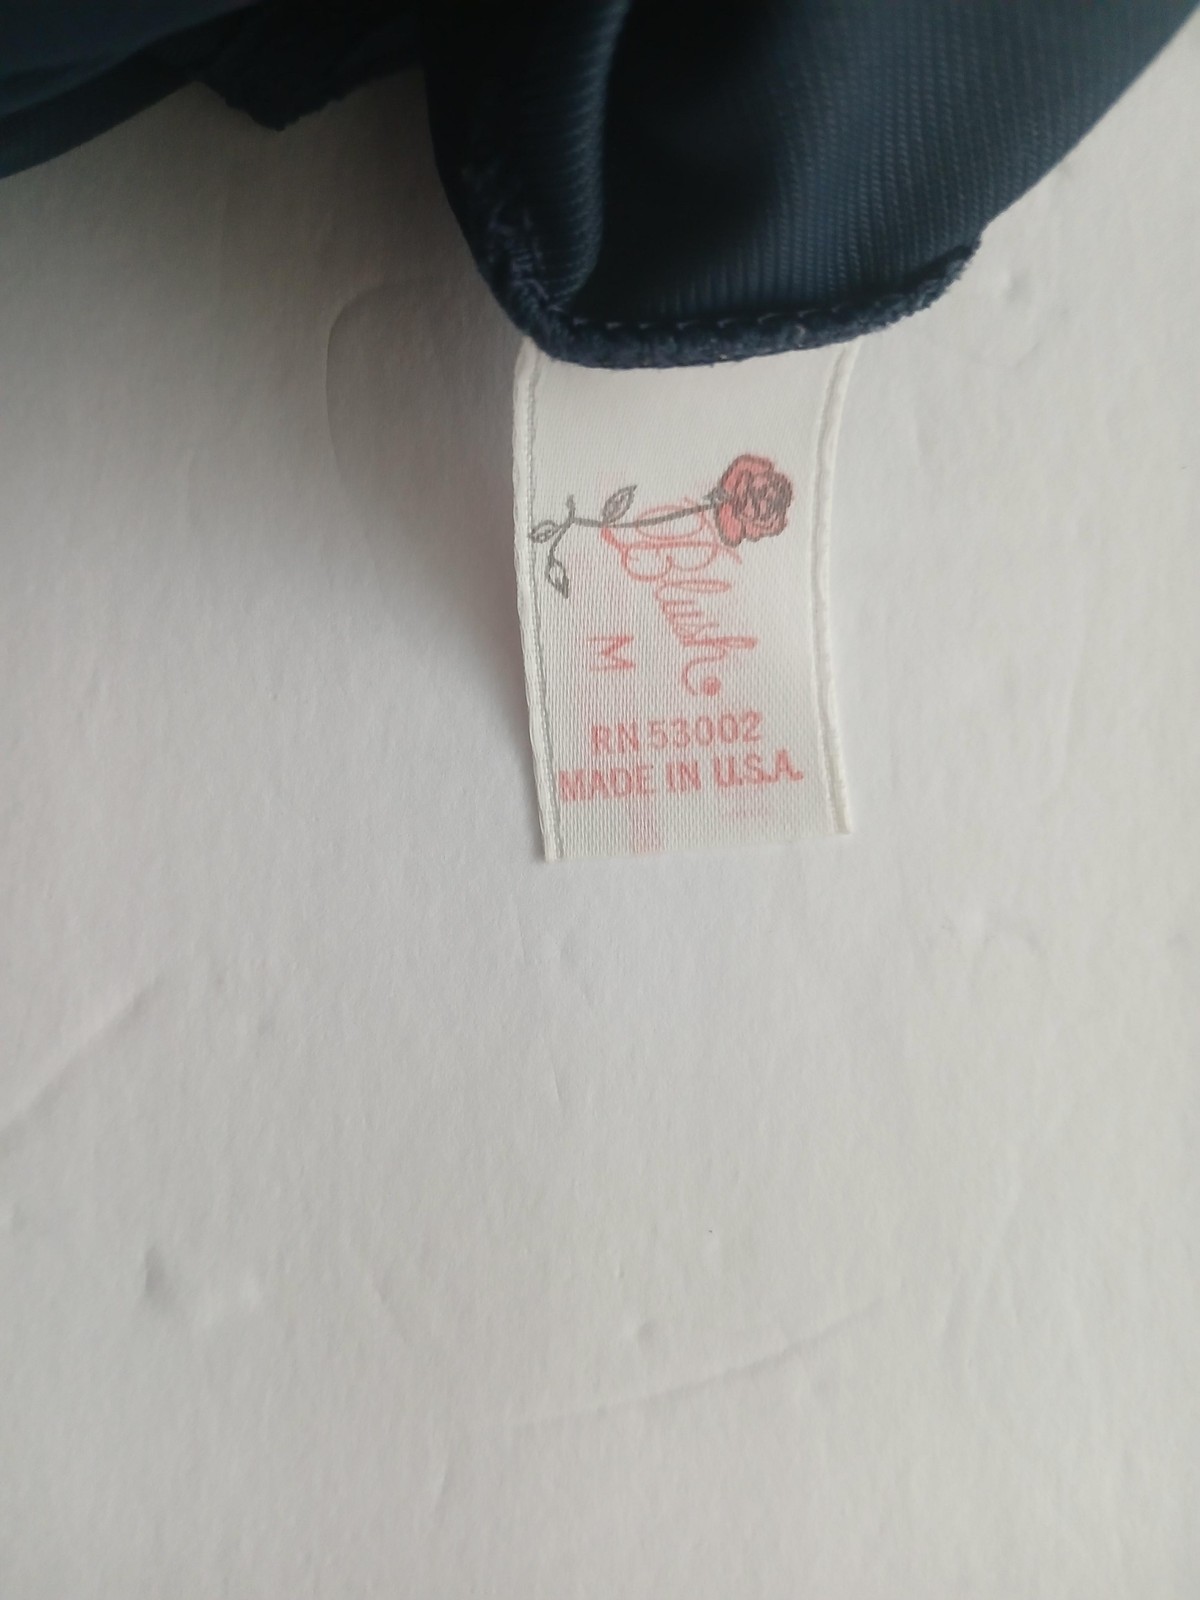 Blush
M
RN 53002
MADE IN U.S.A.